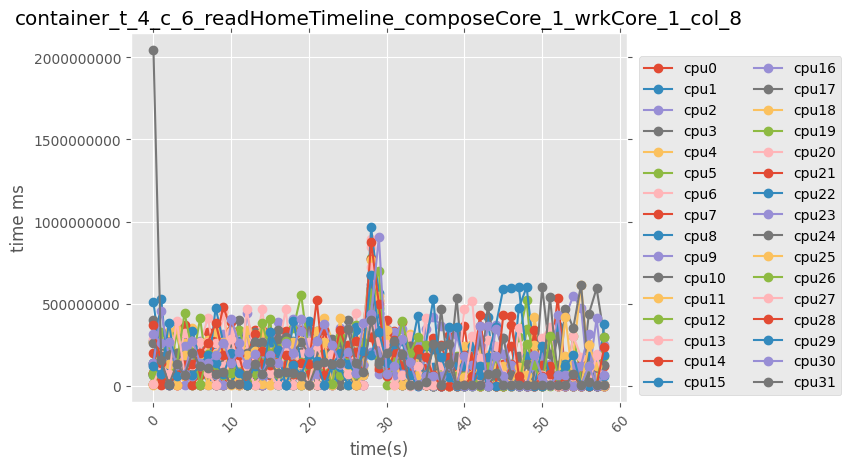 container_t_4_c_6_readHomeTimeline_composeCore_1_wrkCore_1_col_8
2000000000
1500000000
1000000000
500000000
0
time ms
0
10
20
30
40
50
60
time(s)
cpu0
cpu1
cpu2
cpu3
cpu4
cpu5
cpu6
cpu7
cpu8
cpu9
cpu10
cpu11
cpu12
cpu13
cpu14
cpu15
cpu16
cpu17
cpu18
cpu19
cpu20
cpu21
cpu22
cpu23
cpu24
cpu25
cpu26
cpu27
cpu28
cpu29
cpu30
cpu31